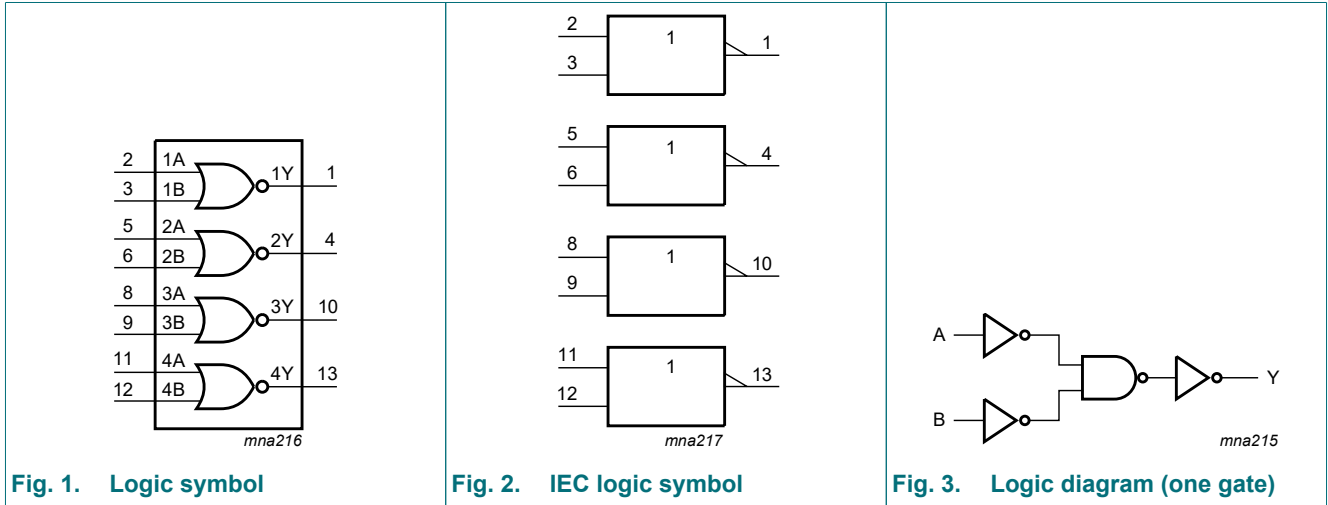 2 1A 1Y 1
3 1B
5 2A 2Y 4
6 2B
8 3A 3Y 10
9 3B
11 4A 4Y 13
12 4B
mna216
Fig. 1. Logic symbol
2 1 1
3
5 1 4
6
8 1 10
9
11 1 13
12
mna217
Fig. 2. IEC logic symbol
A
Y
B
mna215
Fig. 3. Logic diagram (one gate)